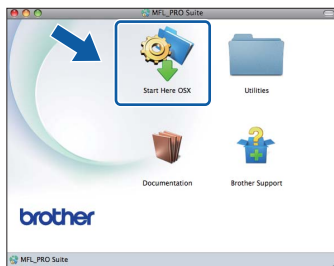 MFL_PRO Suite
Start Here OSX
Utilities
Documentation
Brother Support
brother
MFL_PRO Suite